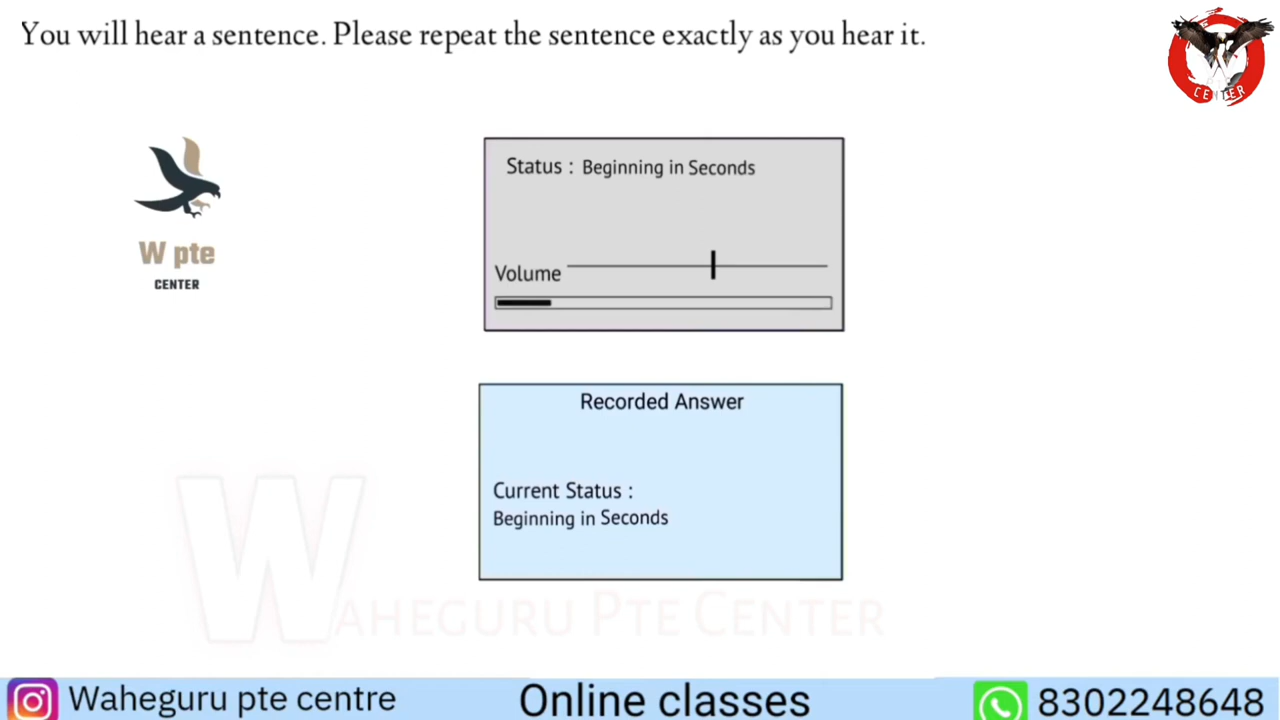 You will hear a sentence. Please repeat the sentence exactly as you hear it.
CENTER
W pte
CENTER
Status : Beginning in Seconds
Volume
Recorded Answer
Current Status :
Beginning in Seconds
WAHEGURU PTE CENTER
Waheguru pte centre
Online classes
8302248648